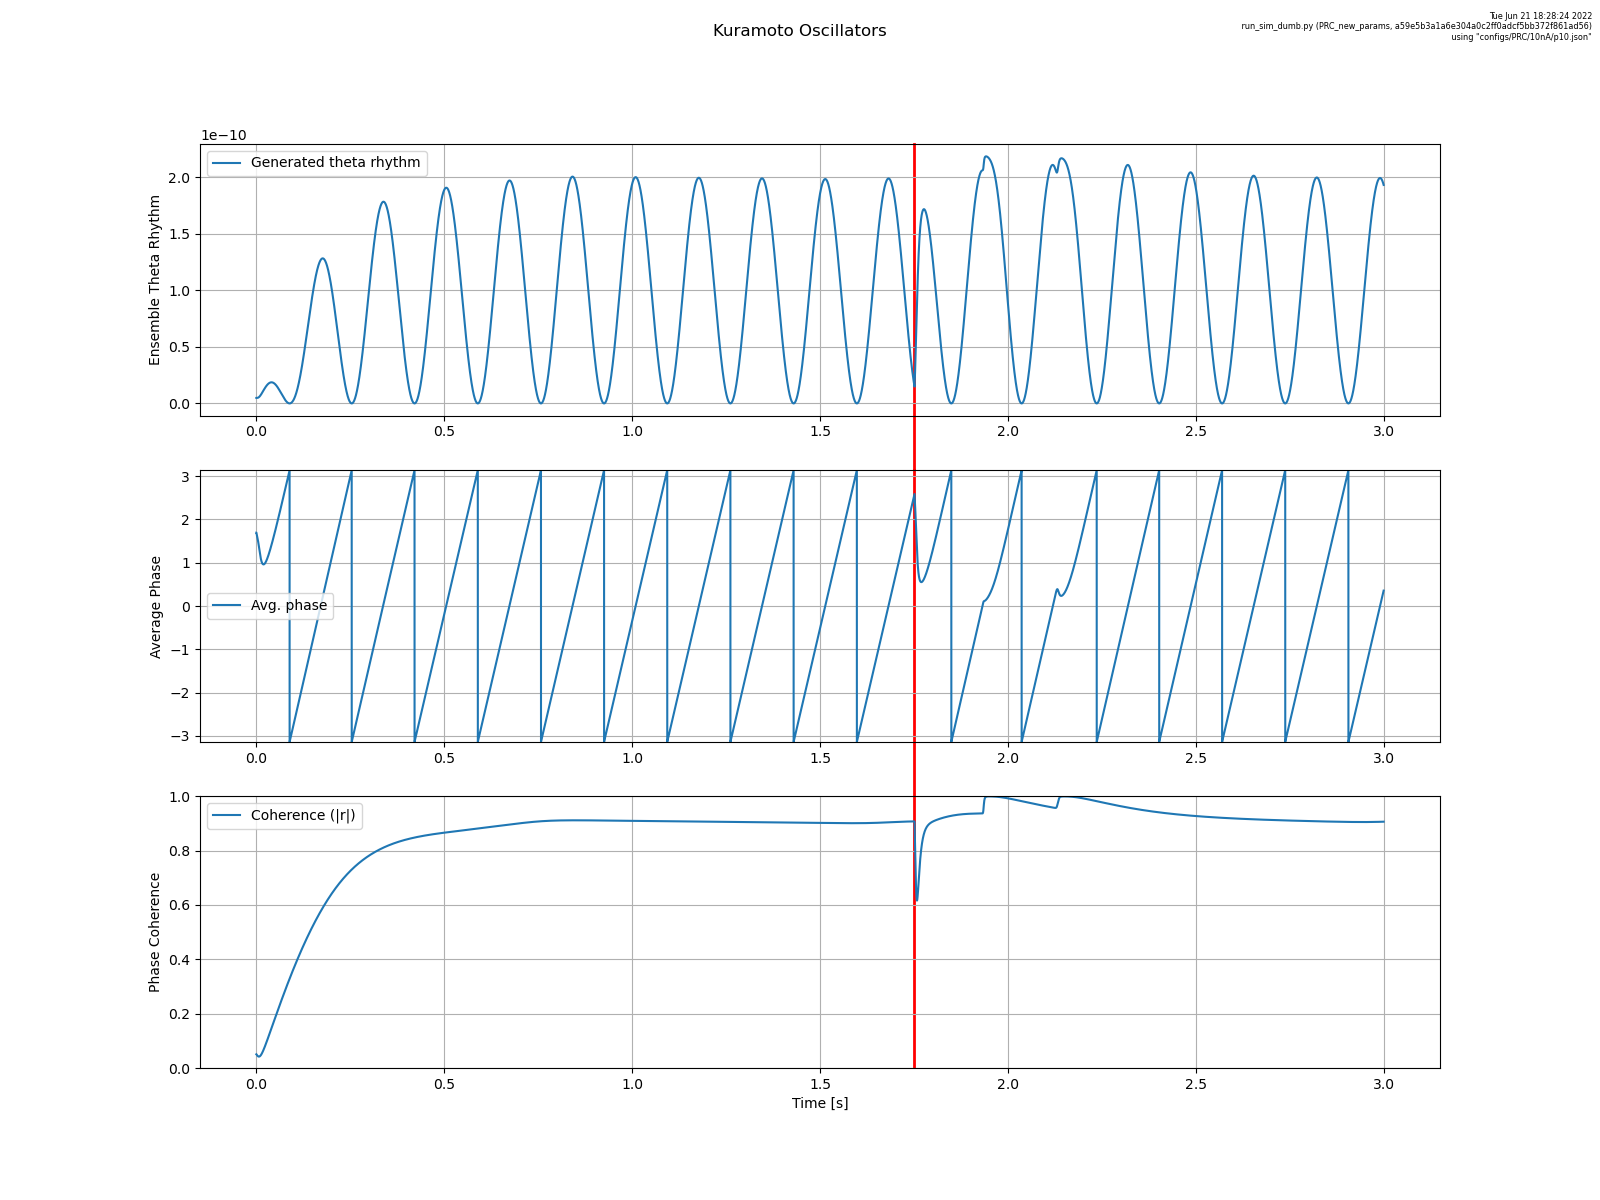 Tue Jun 21 18:28:24 2022
run_sim_dumb.py (PRC_new_params, a59e5b3a1a6e304a0c2ff0adcf5bb372f861ad56)
using "configs/PRC/10nA/p10.json"
Kuramoto Oscillators
1e−10
Generated theta rhythm
Ensemble Theta Rhythm
2.0
1.5
1.0
0.5
0.0
0.0 0.5 1.0 1.5 2.0 2.5 3.0
Average Phase
3
2
1
0
−1
−2
−3
Avg. phase
0.0 0.5 1.0 1.5 2.0 2.5 3.0
Phase Coherence
1.0
0.8
0.6
0.4
0.2
0.0
Coherence (|r|)
0.0 0.5 1.0 1.5 2.0 2.5 3.0
Time [s]